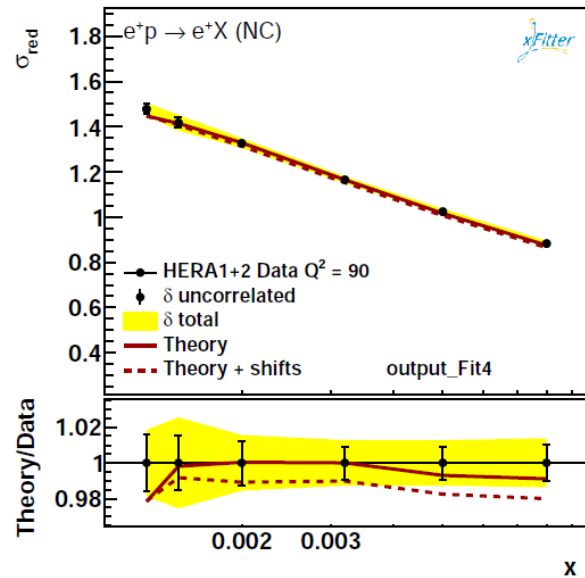 σred
e⁺p → e⁺X (NC)
xFitter
1.8
1.6
1.4
1.2
1
0.8
0.6
0.4
HERA1+2 Data Q² = 90
δ uncorrelated
δ total
Theory
Theory + shifts
output_Fit4
Theory/Data
1.02
1
0.98
0.002 0.003
x